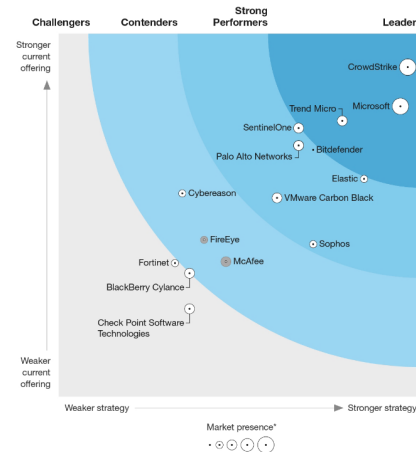 Challengers
Contenders
Strong
Performers
Leade
Stronger
current
offering
CrowdStrike
Trend Micro
Microsoft
SentinelOne
Palo Alto Networks
Bitdefender
Elastic
Cybereason
VMware Carbon Black
FireEye
Sophos
Fortinet
McAfee
BlackBerry Cylance
Check Point Software
Technologies
Weaker
current
offering
Weaker strategy
Stronger strategy
Market presence*